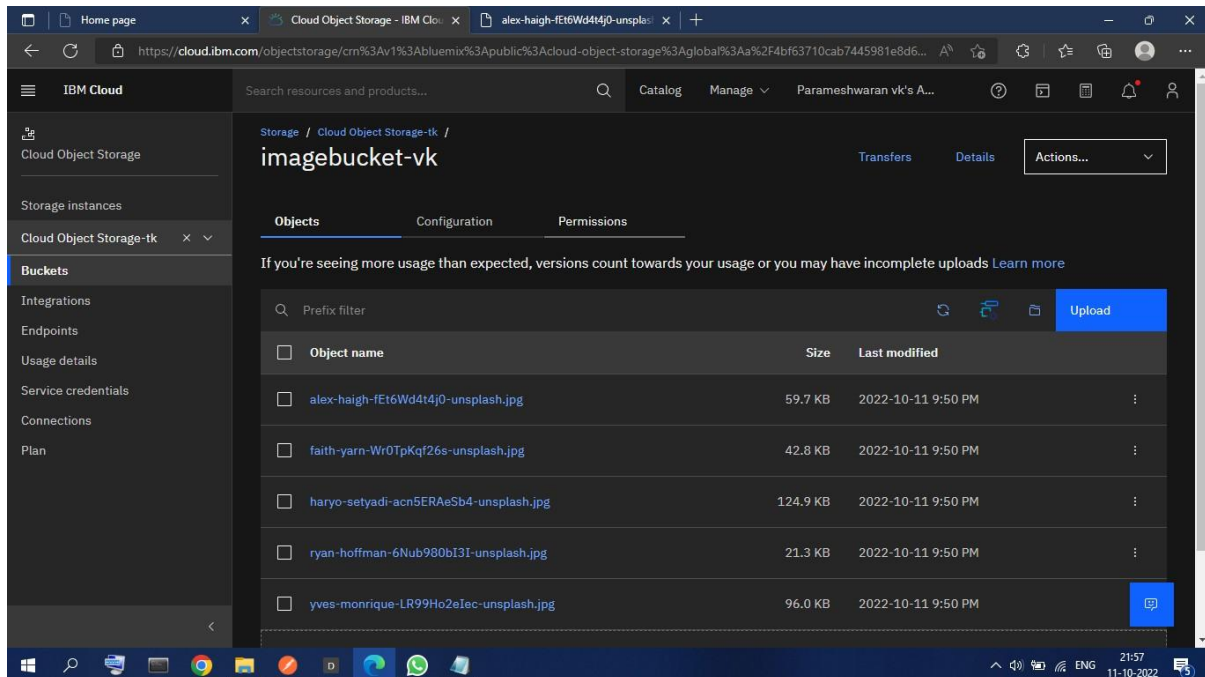 Home page
Cloud Object Storage - IBM Clou
alex-haigh-fEt6Wd4t4j0-unsplas
https://cloud.ibm.com/objectstorage/crn%3Av1%3Abluemix%3Apublic%3Acloud-object-storage%3Aglobal%3Aa%2F4bf63710cab7445981e8d6...
IBM Cloud
Search resources and products...
Catalog
Manage
Parameshwaran vk's A...
Cloud Object Storage
Storage instances
Cloud Object Storage-tk
Buckets
Integrations
Endpoints
Usage details
Service credentials
Connections
Plan
Storage / Cloud Object Storage-tk /
imagebucket-vk
Transfers
Details
Actions...
Objects
Configuration
Permissions
If you're seeing more usage than expected, versions count towards your usage or you may have incomplete uploads Learn more
Prefix filter
Upload
Object name Size Last modified
alex-haigh-fEt6Wd4t4j0-unsplash.jpg 59.7 KB 2022-10-11 9:50 PM
faith-yarn-Wr0TpKqf26s-unsplash.jpg 42.8 KB 2022-10-11 9:50 PM
haryo-setyadi-acn5ERAeSb4-unsplash.jpg 124.9 KB 2022-10-11 9:50 PM
ryan-hoffman-6Nub980bI3I-unsplash.jpg 21.3 KB 2022-10-11 9:50 PM
yves-monrique-LR99Ho2eIec-unsplash.jpg 96.0 KB 2022-10-11 9:50 PM
ENG
21:57
11-10-2022